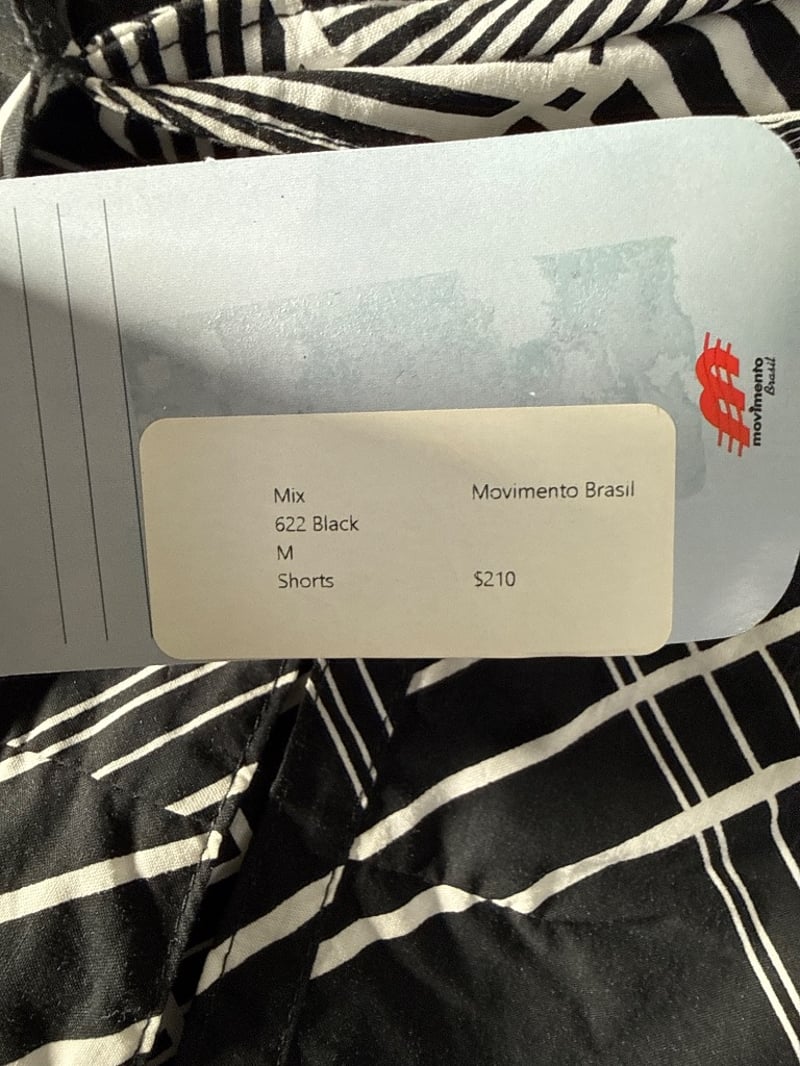 Mix Movimento Brasil
622 Black
M
Shorts $210
movimento
Brasil